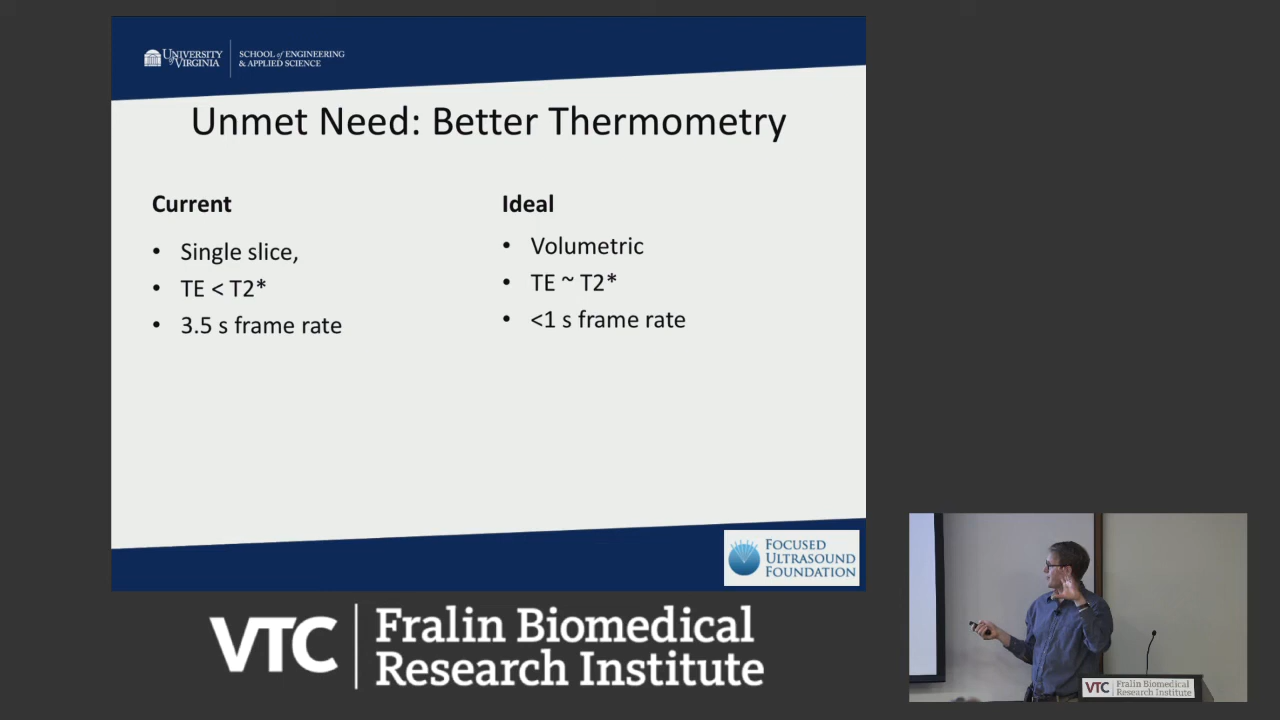 UNIVERSITY
of VIRGINIA
SCHOOL of ENGINEERING
& APPLIED SCIENCE
Unmet Need: Better Thermometry
Current
• Single slice,
• TE < T2*
• 3.5 s frame rate
Ideal
• Volumetric
• TE ~ T2*
• <1 s frame rate
FOCUSED
ULTRASOUND
FOUNDATION
VTC
Fralin Biomedical
Research Institute
VTC
Fralin Biomedical
Research Institute